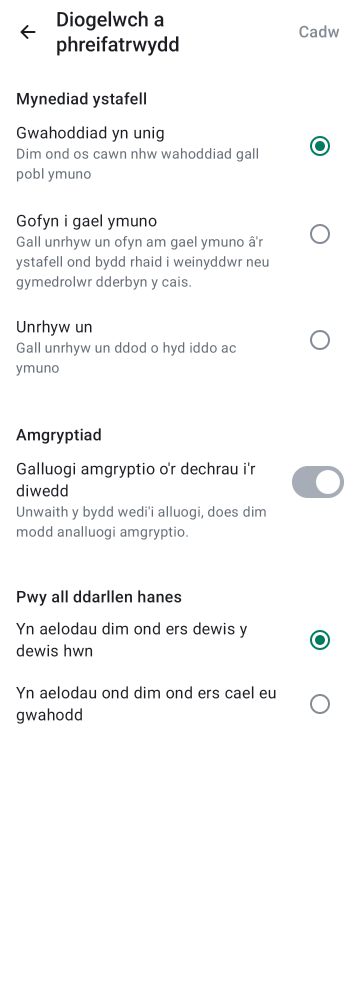 Diogelwch a
phreifatrwydd
Cadw
Mynediad ystafell
Gwahoddiad yn unig
Dim ond os cawn nhw wahoddiad gall
pobl ymuno
Gofyn i gael ymuno
Gall unrhyw un ofyn am gael ymuno â'r
ystafell ond bydd rhaid i weinyddwr neu
gymedrolwr dderbyn y cais.
Unrhyw un
Gall unrhyw un ddod o hyd iddo ac
ymuno
Amgryptiad
Galluogi amgryptio o'r dechrau i'r
diwedd
Unwaith y bydd wedi'i alluogi, does dim
modd analluogi amgryptio.
Pwy all ddarllen hanes
Yn aelodau dim ond ers dewis y
dewis hwn
Yn aelodau ond dim ond ers cael eu
gwahodd